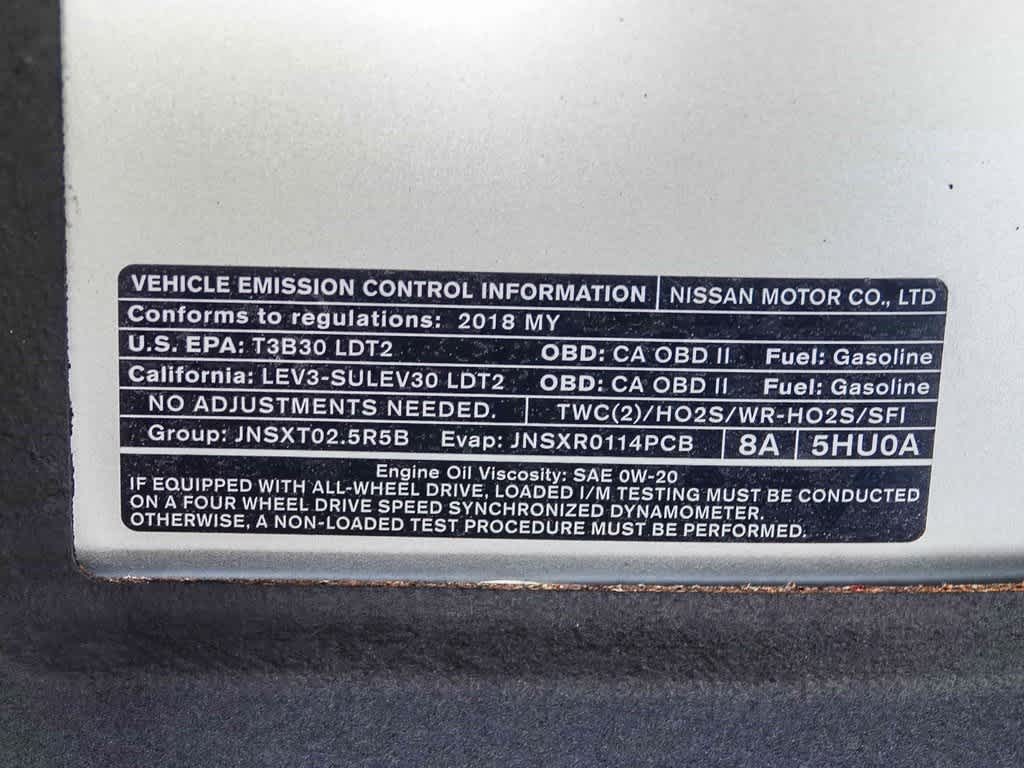 VEHICLE EMISSION CONTROL INFORMATION NISSAN MOTOR CO., LTD
Conforms to regulations: 2018 MY
U.S. EPA: T3B30 LDT2 OBD: CA OBD II Fuel: Gasoline
California: LEV3-SULEV30 LDT2 OBD: CA OBD II Fuel: Gasoline
NO ADJUSTMENTS NEEDED. TWC(2)/HO2S/WR-HO2S/SFI
Group: JNSXT02.5R5B Evap: JNSXR0114PCB 8A 5HU0A
Engine Oil Viscosity: SAE 0W-20
IF EQUIPPED WITH ALL-WHEEL DRIVE, LOADED I/M TESTING MUST BE CONDUCTED
ON A FOUR WHEEL DRIVE SPEED SYNCHRONIZED DYNAMOMETER.
OTHERWISE, A NON-LOADED TEST PROCEDURE MUST BE PERFORMED.